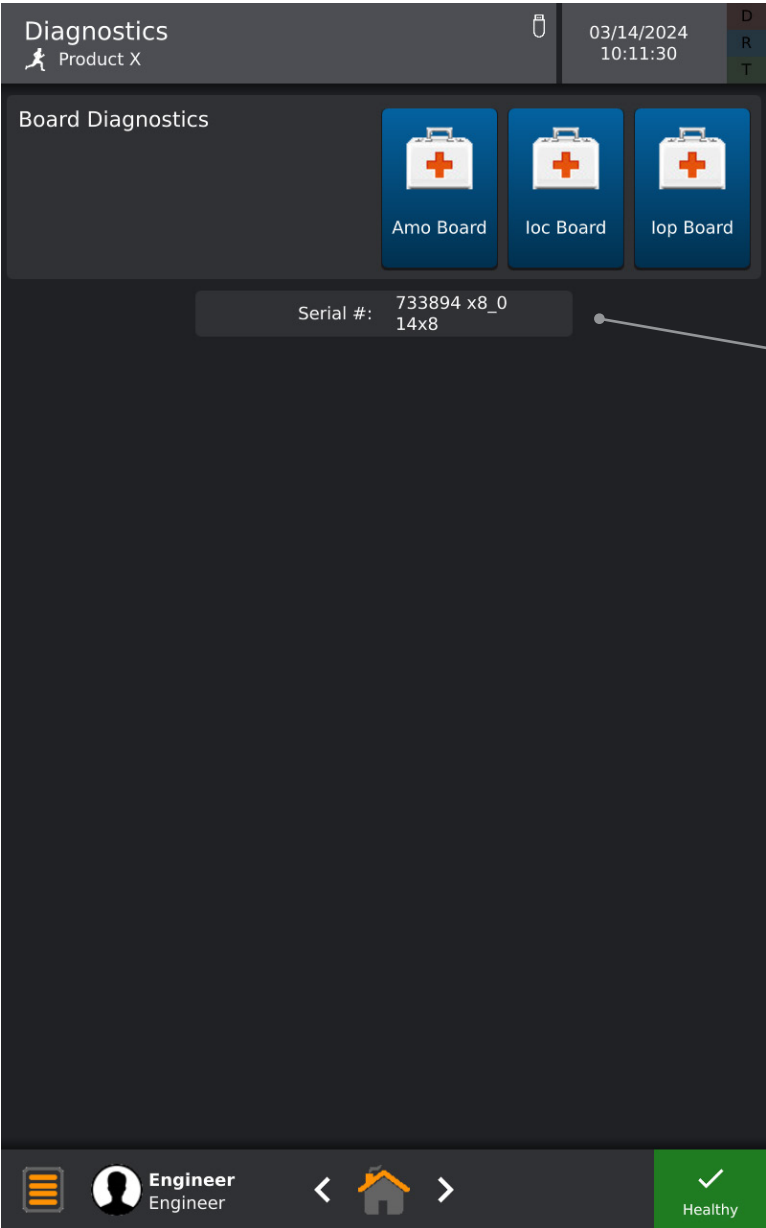 Diagnostics
Product X
03/14/2024
10:11:30
D
R
T
Board Diagnostics
Amo Board
Ioc Board
Iop Board
Serial #:
733894 x8_0
14x8
Engineer
Engineer
Healthy